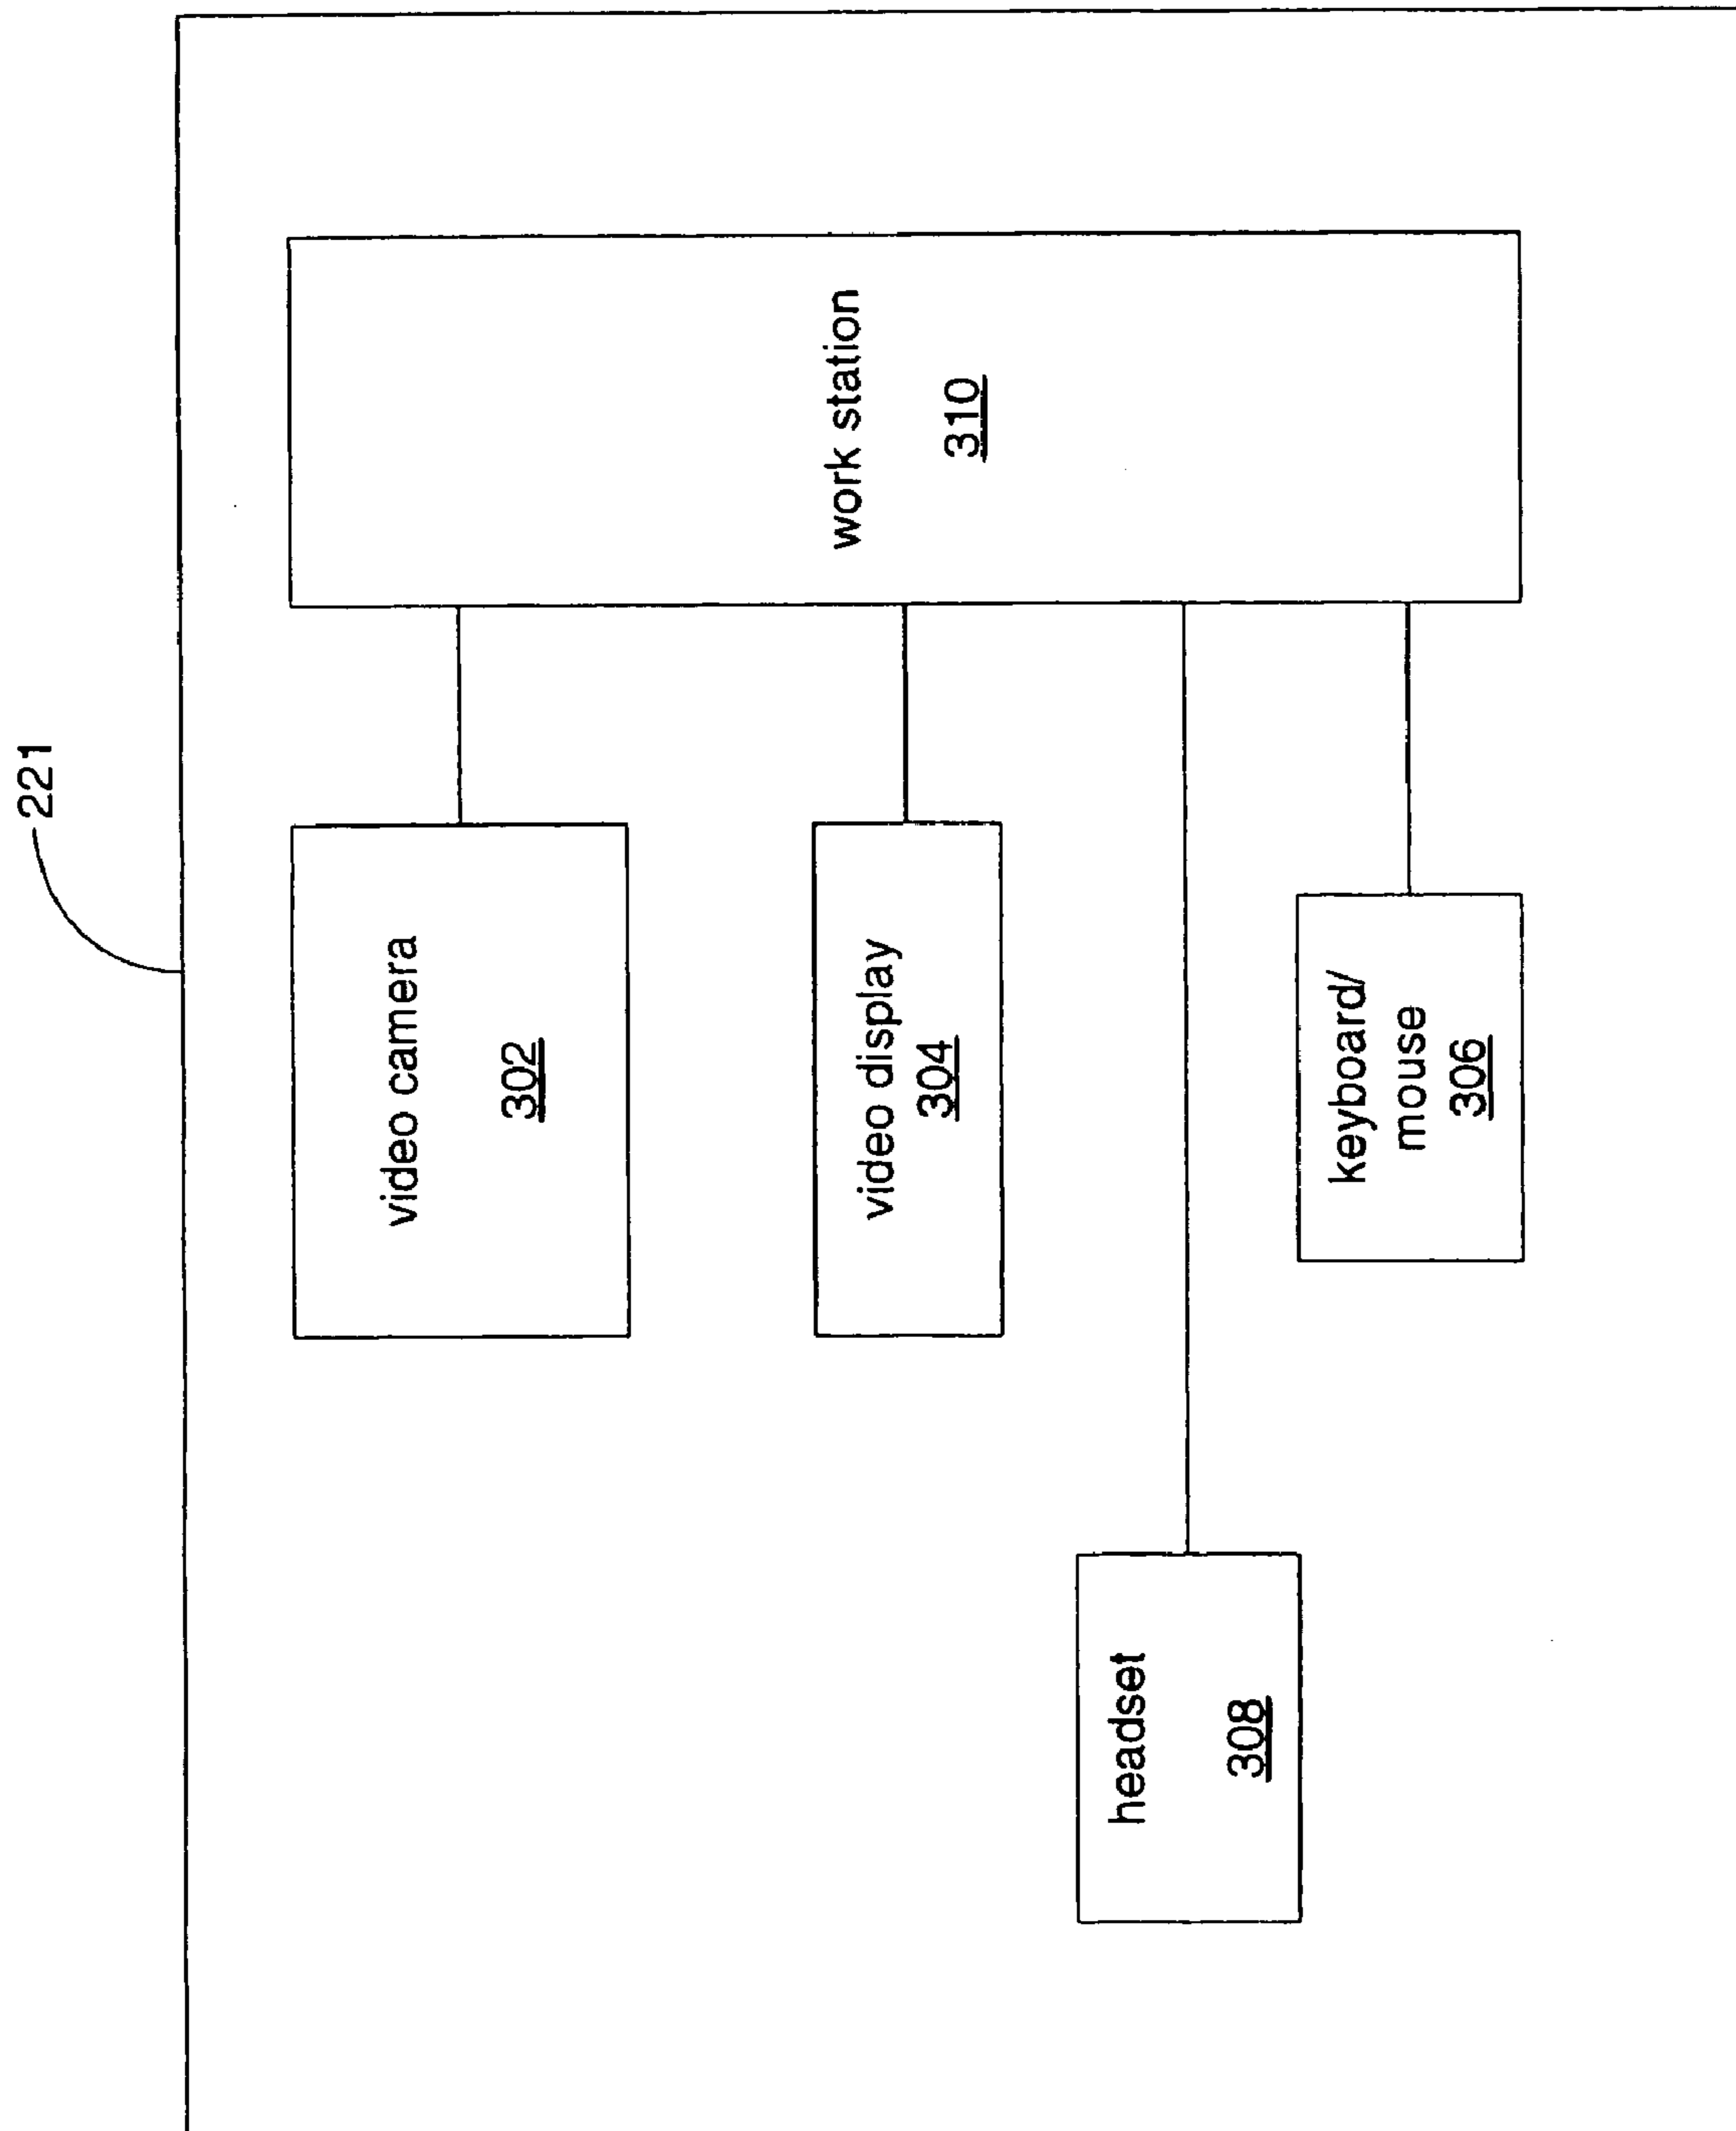 221
video camera
302
video display
304
keyboard/
mouse
306
headset
308
work station
310